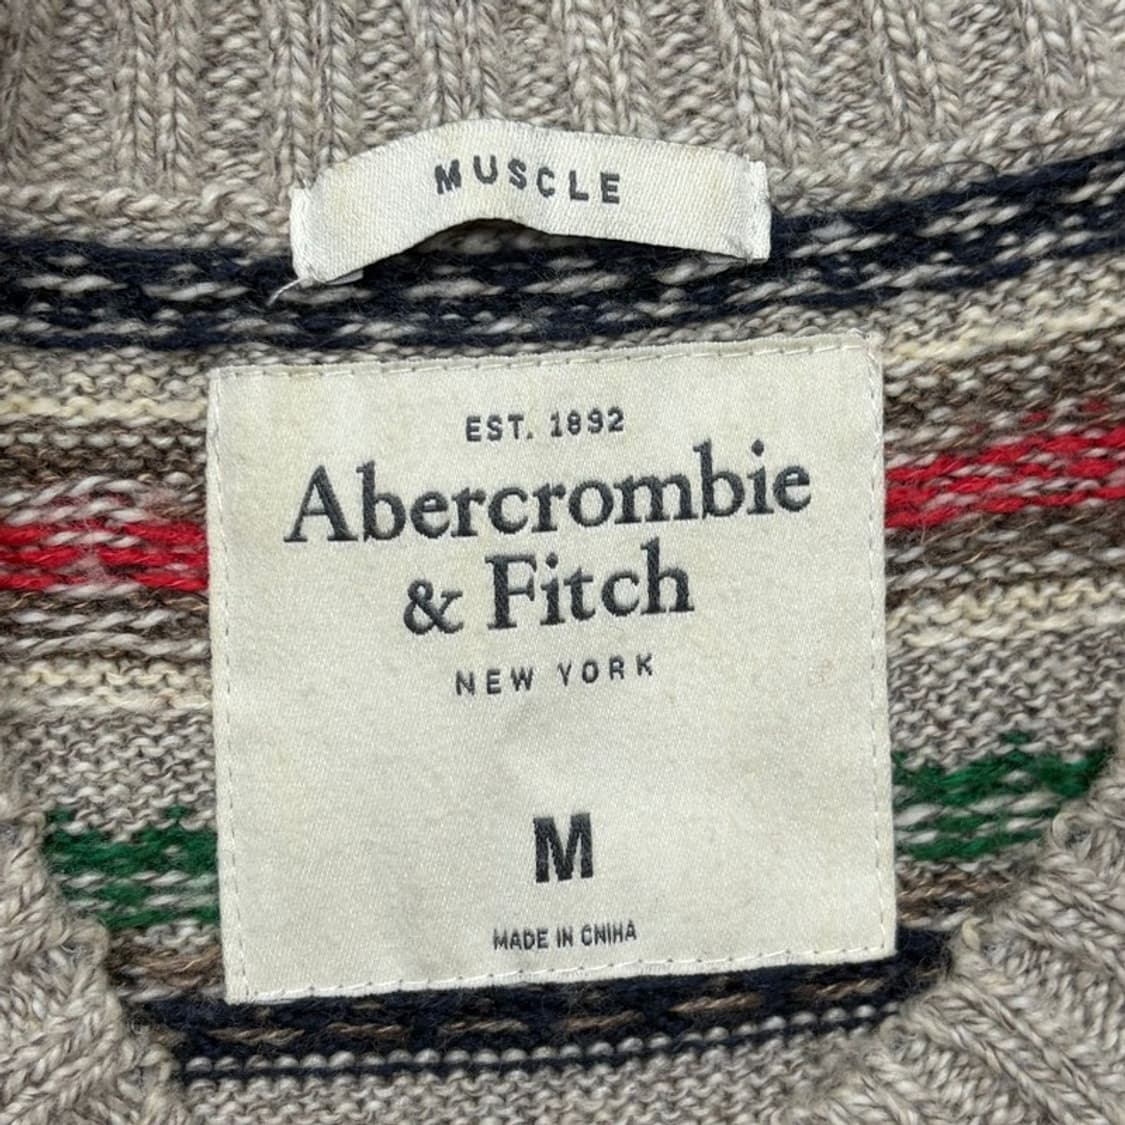 MUSCLE
EST. 1892
Abercrombie
& Fitch
NEW YORK
M
MADE IN CNIHA